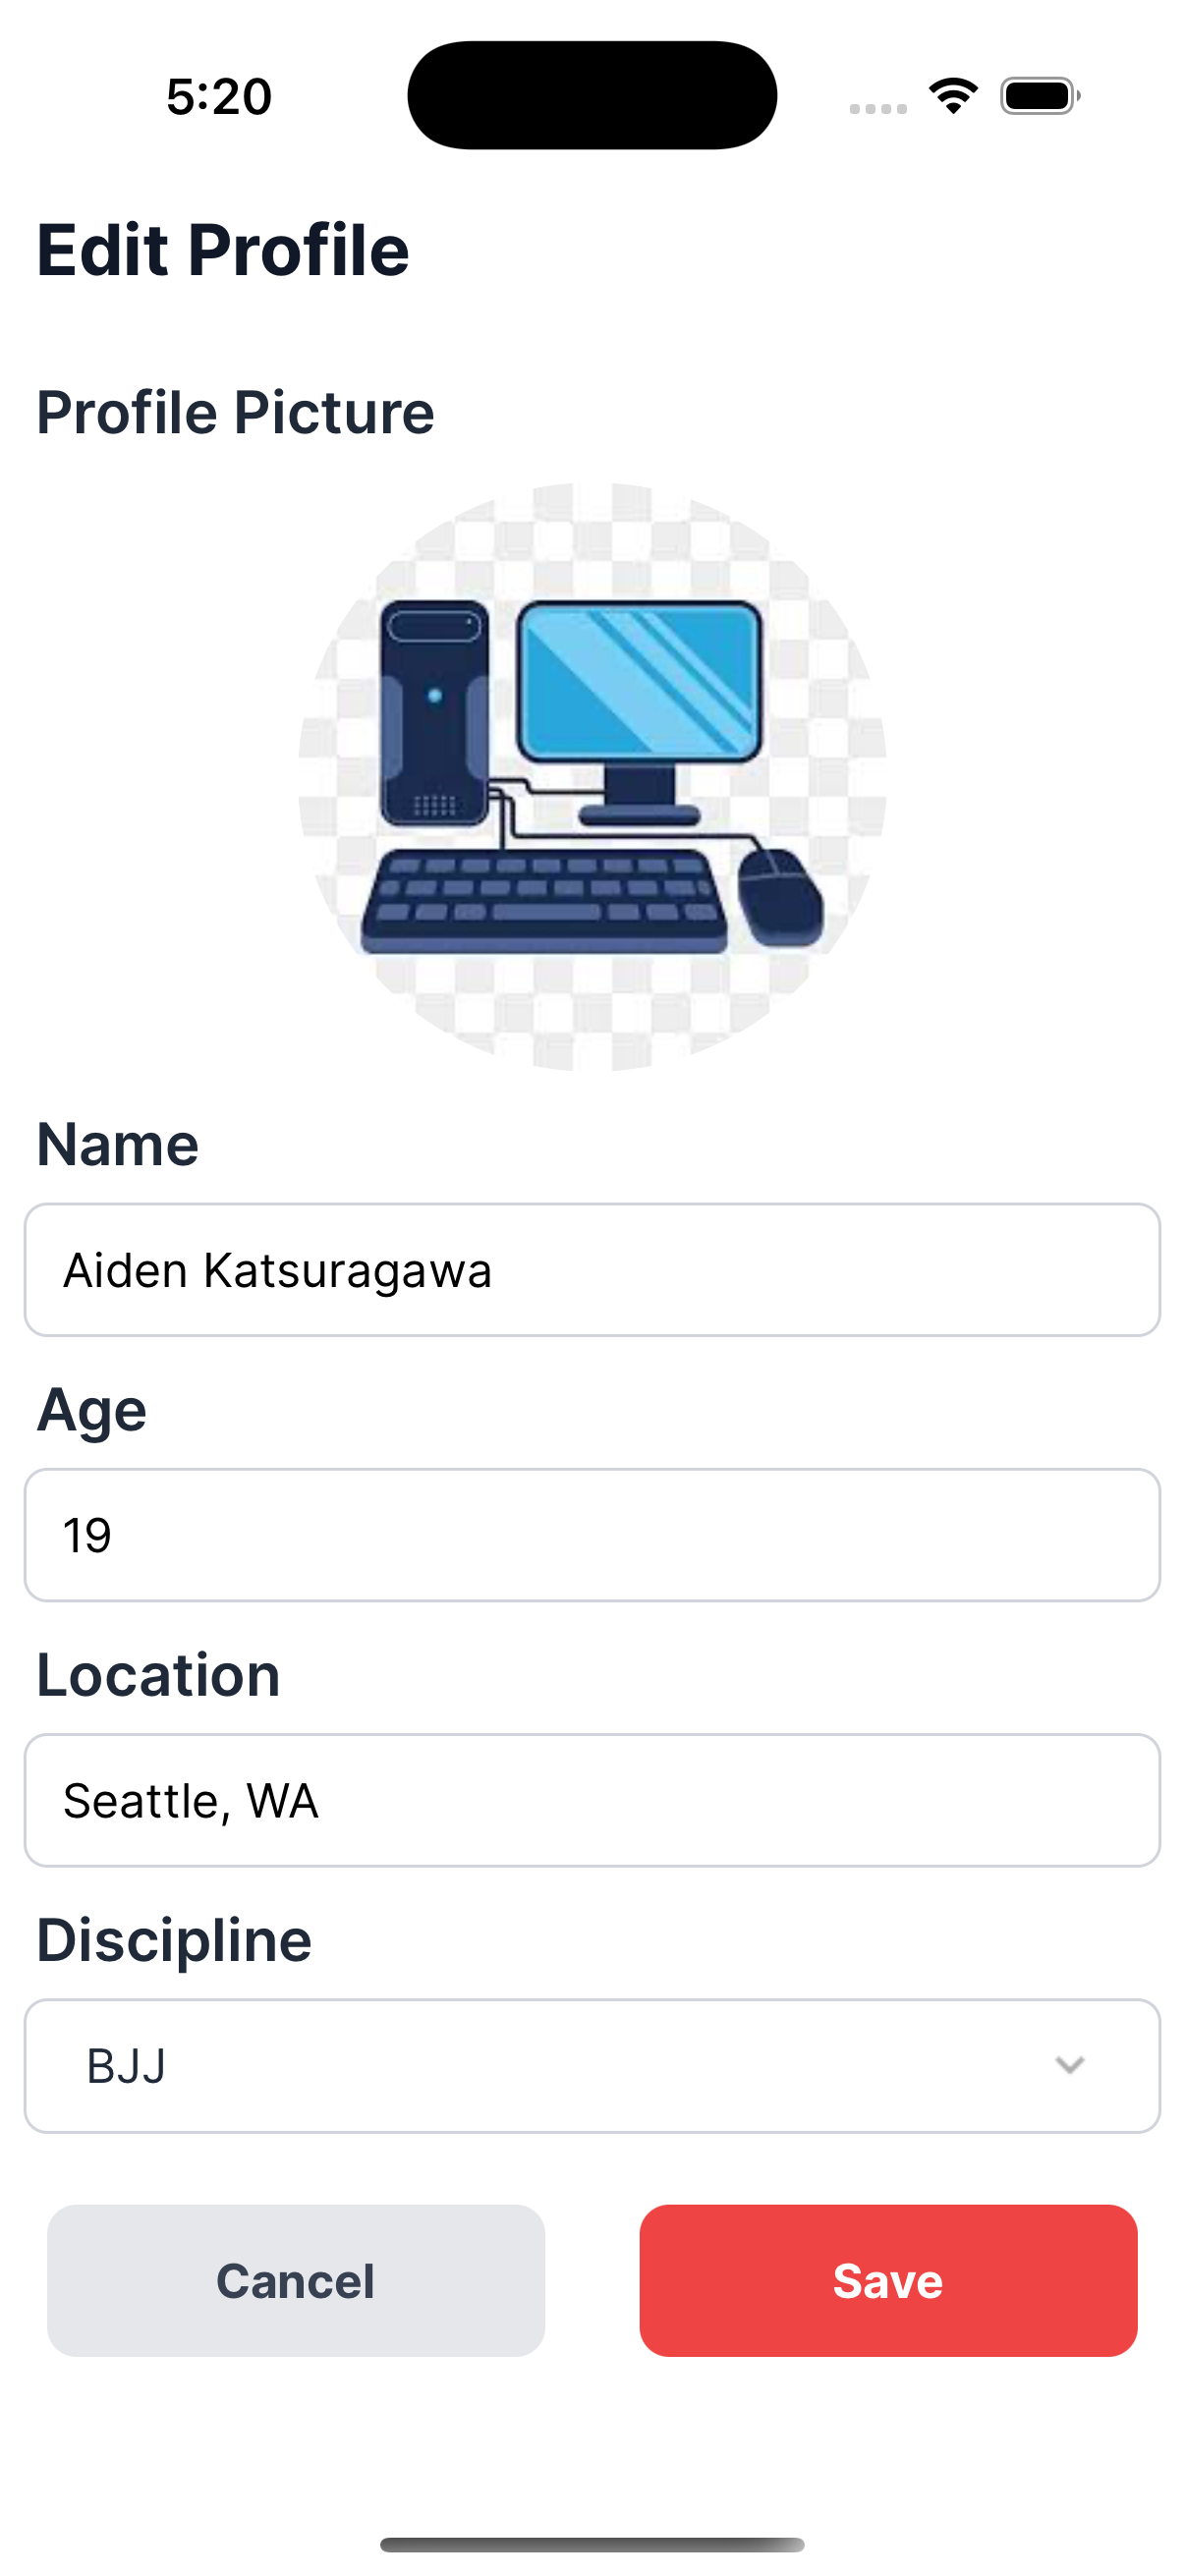 5:20
Edit Profile
Profile Picture
Name
Aiden Katsuragawa
Age
19
Location
Seattle, WA
Discipline
BJJ
Cancel
Save